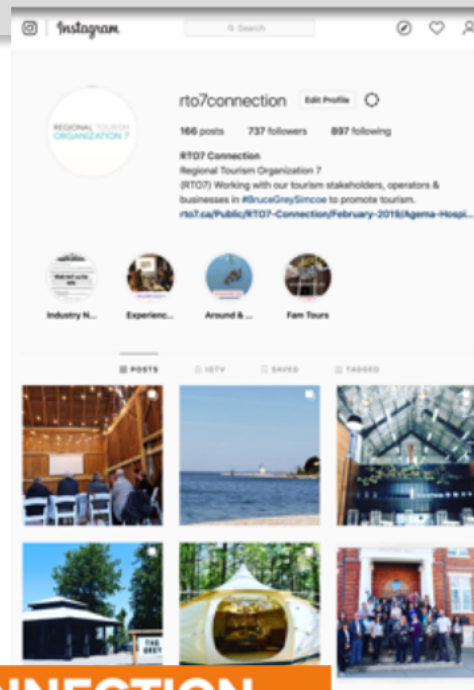 Instagram
Search
rto7connection Edit Profile
166 posts 737 followers 897 following
REGIONAL TOURISM
ORGANIZATION 7
RTO7 Connection
Regional Tourism Organization 7
(RTO7) Working with our tourism stakeholders, operators &
businesses in #BruceGreySimcoe to promote tourism.
rto7.ca/Public/RTO7-Connection/February-2019/Agema-Hospi...
Industry N... Experienc... Around & ... Fam Tours
POSTS IGTV SAVED TAGGED
THE
GREY
NNECTION